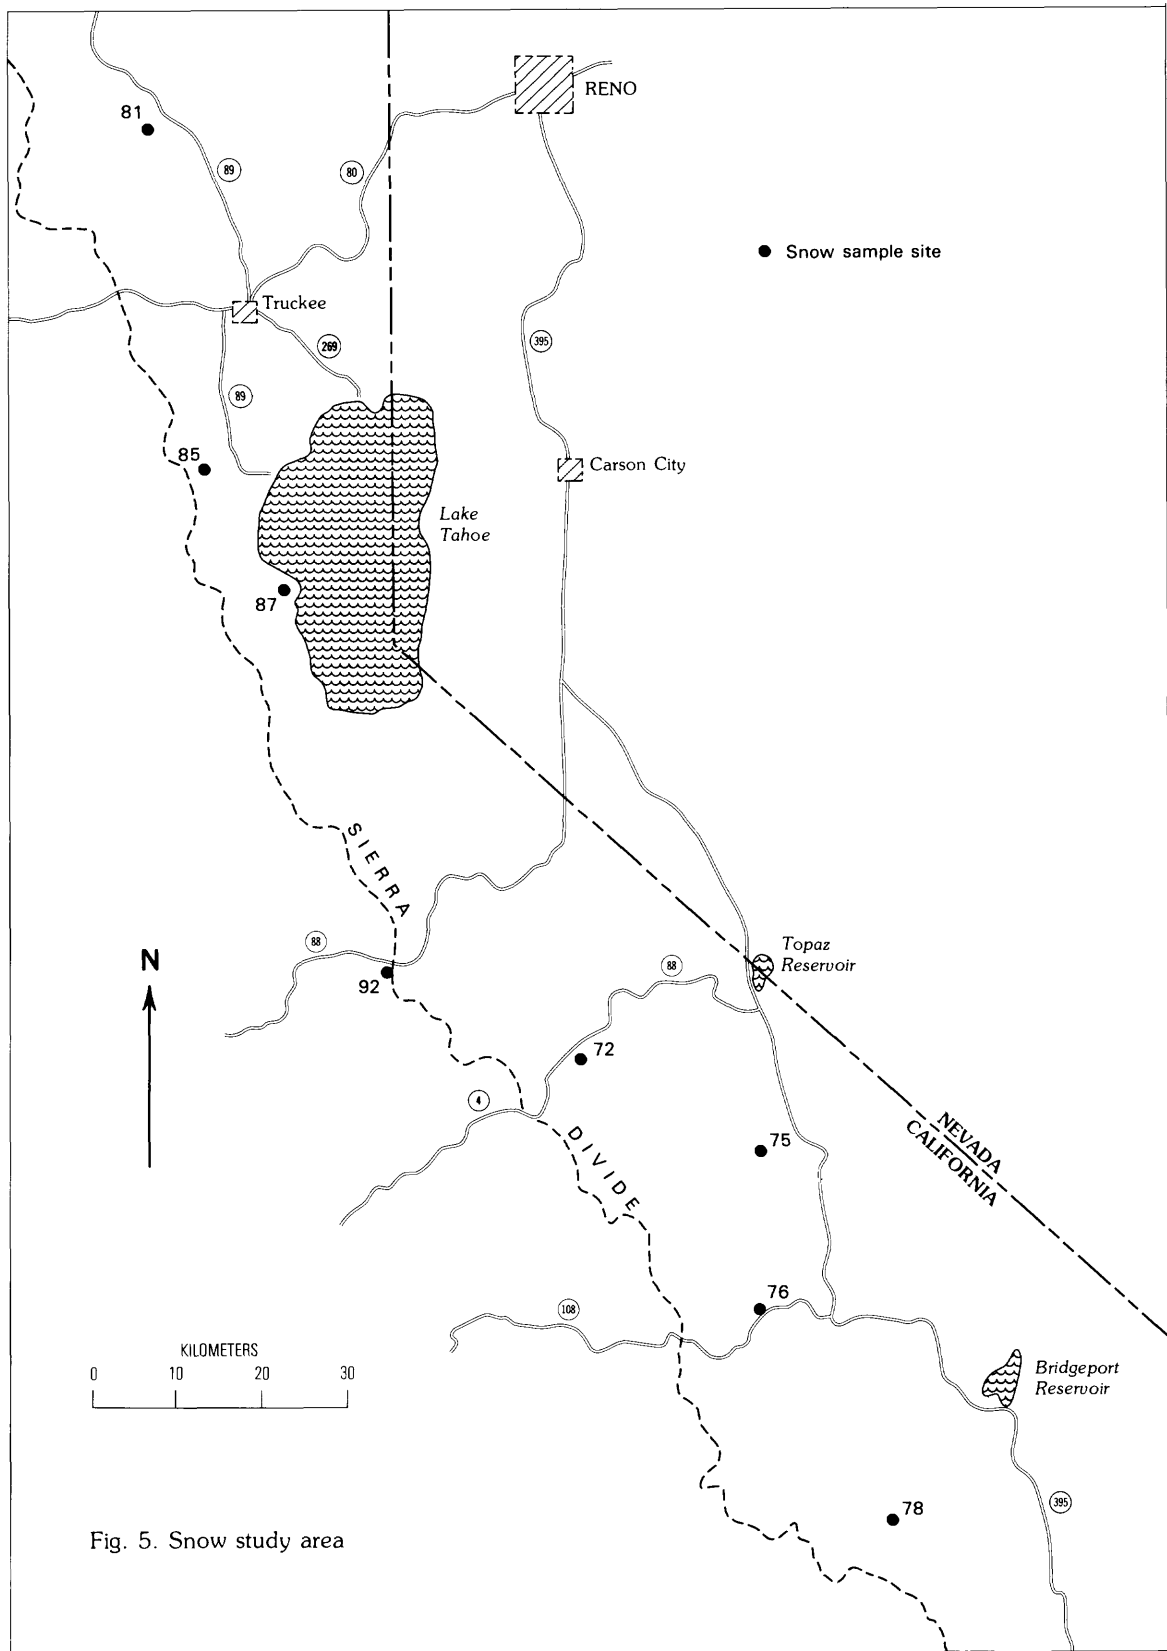 RENO
81
89
80
Snow sample site
Truckee
269
395
89
85
Carson City
Lake
Tahoe
87
SIERRA
88
N
92
Topaz
Reservoir
88
72
4
DIVIDE
75
NEVADA
CALIFORNIA
76
108
KILOMETERS
0 10 20 30
Bridgeport
Reservoir
78
395
Fig. 5. Snow study area